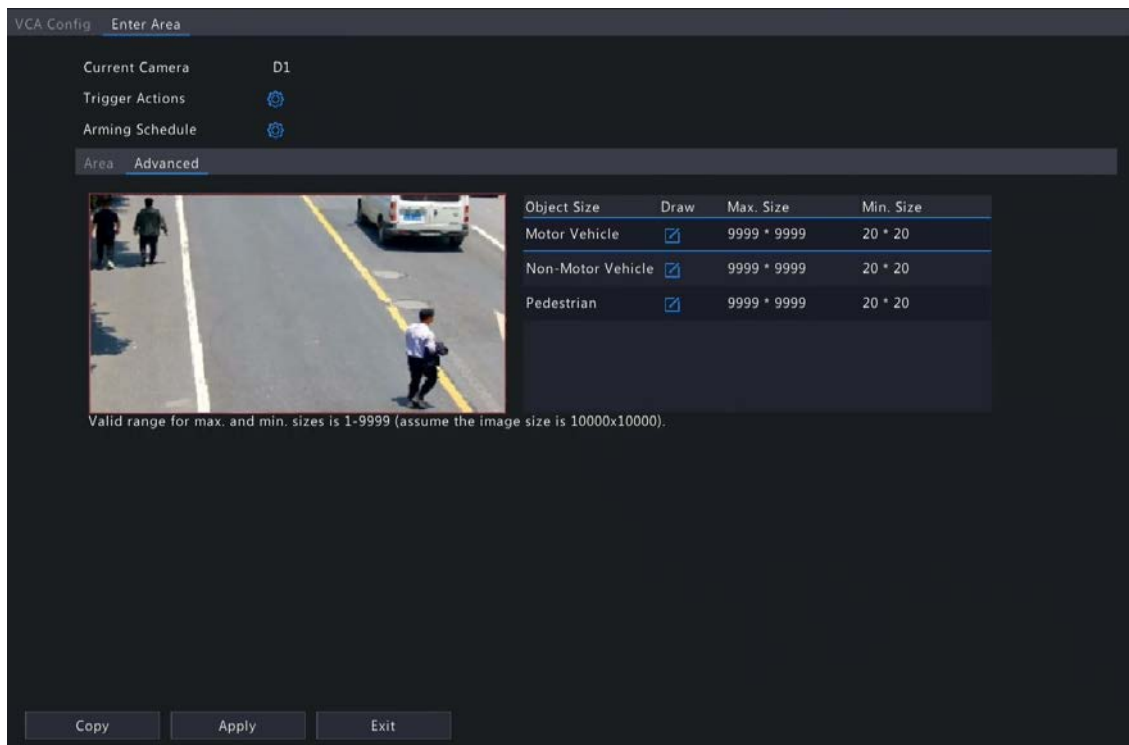 VCA Config Enter Area
Current Camera D1
Trigger Actions
Arming Schedule
Area Advanced
Object Size Draw Max. Size Min. Size
Motor Vehicle 9999 * 9999 20 * 20
Non-Motor Vehicle 9999 * 9999 20 * 20
Pedestrian 9999 * 9999 20 * 20
Valid range for max. and min. sizes is 1-9999 (assume the image size is 10000x10000).
Copy Apply Exit